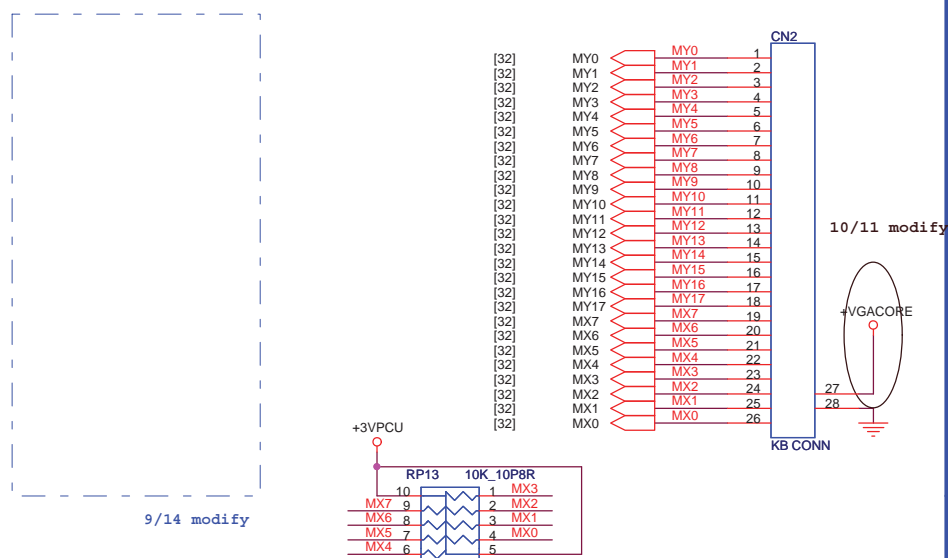 CN2
[32] MY0 MY0 1
[32] MY1 MY1 2
[32] MY2 MY2 3
[32] MY3 MY3 4
[32] MY4 MY4 5
[32] MY5 MY5 6
[32] MY6 MY6 7
[32] MY7 MY7 8
[32] MY8 MY8 9
[32] MY9 MY9 10
[32] MY10 MY10 11
[32] MY11 MY11 12
[32] MY12 MY12 13
[32] MY13 MY13 14
[32] MY14 MY14 15
[32] MY15 MY15 16
[32] MY16 MY16 17
[32] MY17 MY17 18
[32] MX7 MX7 19
[32] MX6 MX6 20
[32] MX5 MX5 21
[32] MX4 MX4 22
[32] MX3 MX3 23
[32] MX2 MX2 24
[32] MX1 MX1 25
[32] MX0 MX0 26
KB CONN
10/11 modify
+VGACORE
27
28
+3VPCU
RP13 10K_10P8R
10 1 MX3
MX7 9 2 MX2
MX6 8 3 MX1
MX5 7 4 MX0
MX4 6 5
9/14 modify